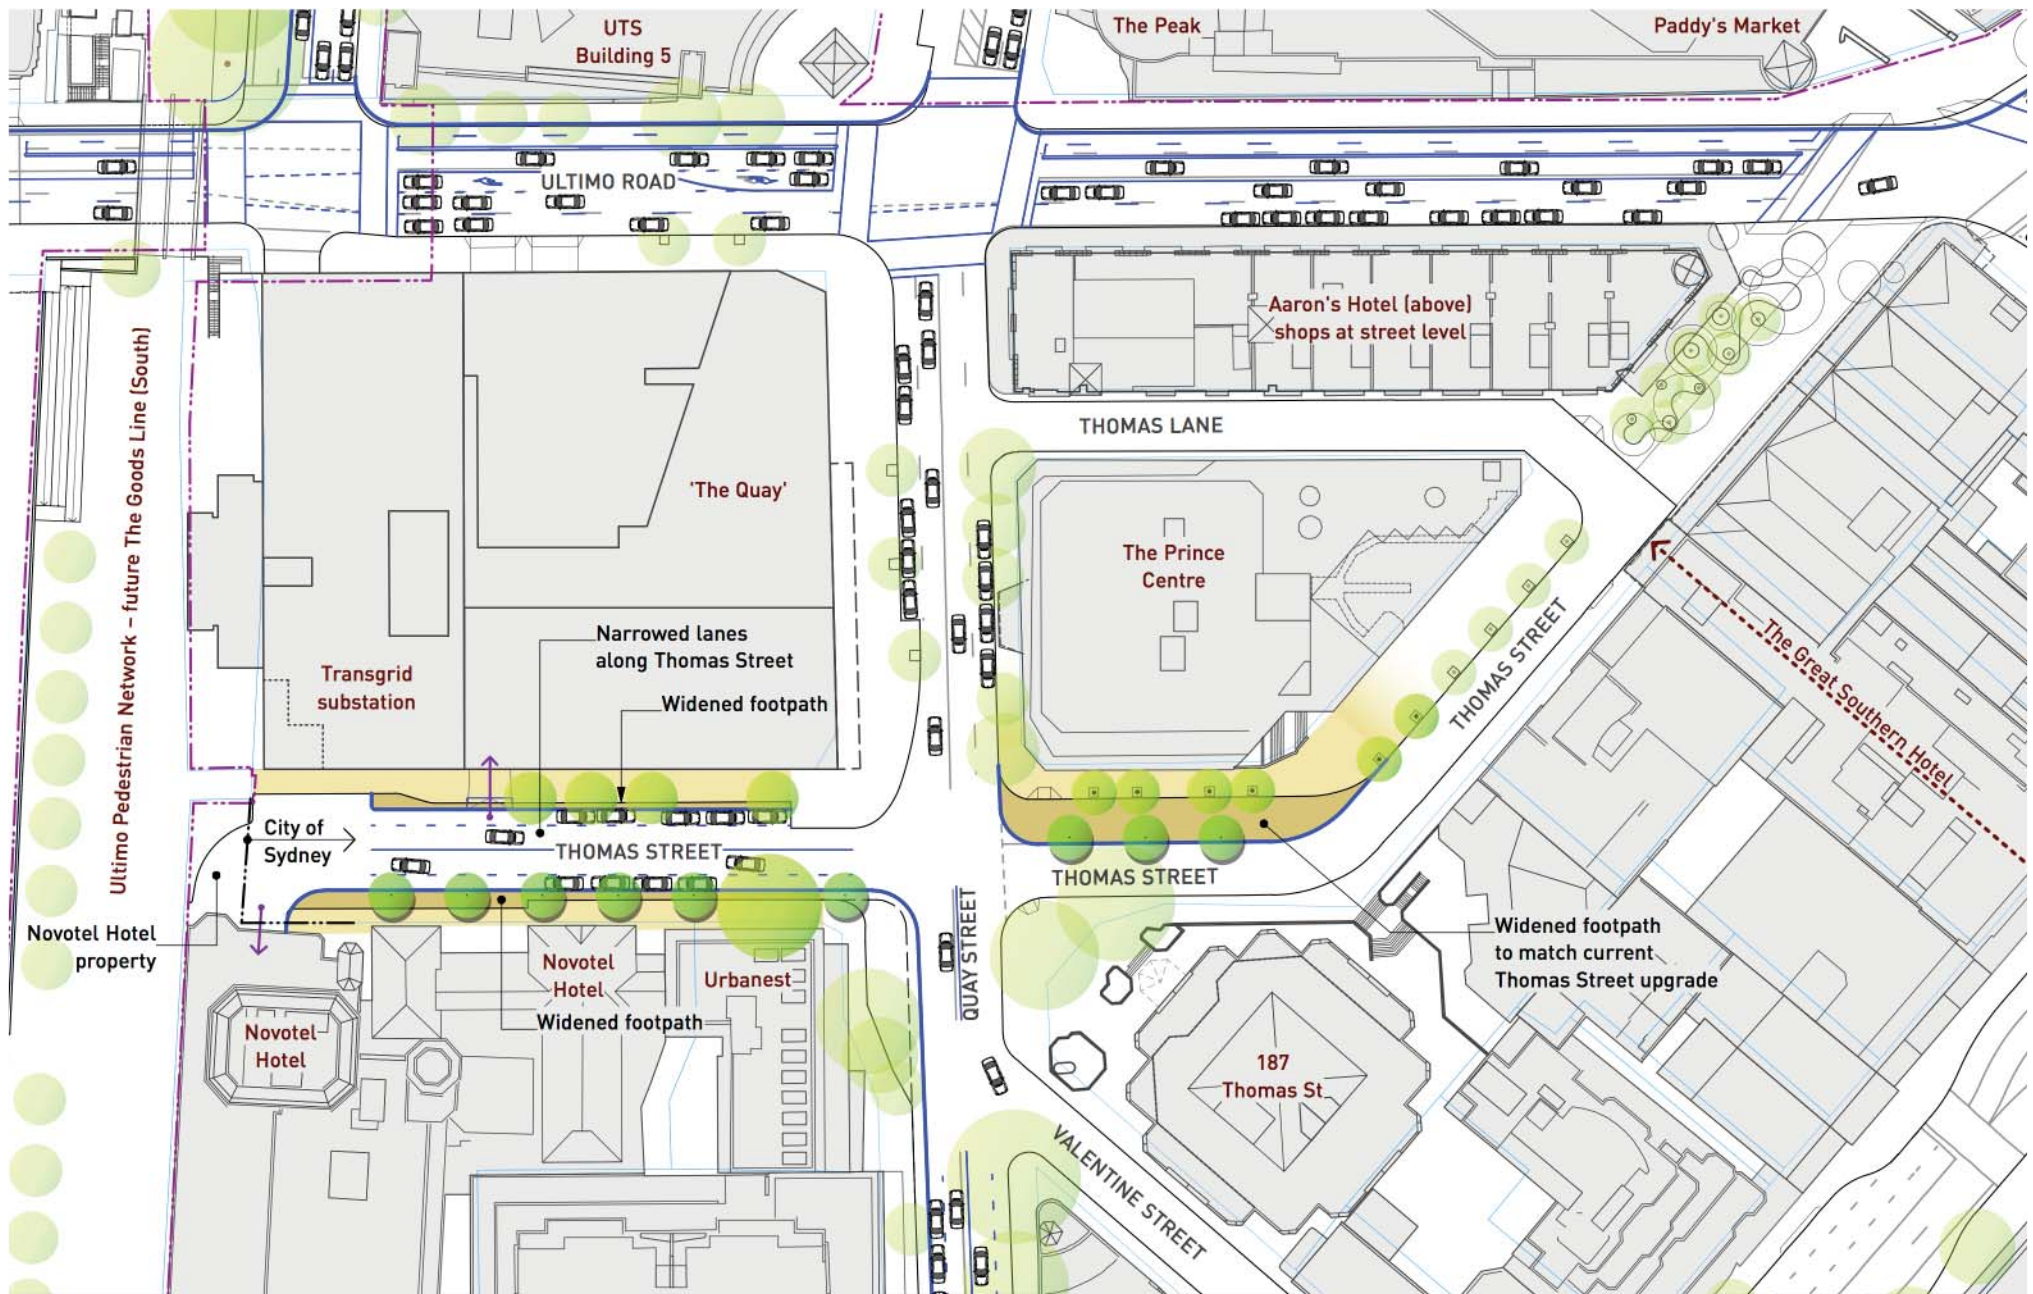 UTS
Building 5
The Peak
Paddy's Market
ULTIMO ROAD
Aaron's Hotel (above)
shops at street level
THOMAS LANE
Ultimo Pedestrian Network – future The Goods Line (South)
'The Quay'
The Prince
Centre
THOMAS STREET
The Great Southern Hotel
Narrowed lanes
along Thomas Street
Transgrid
substation
Widened footpath
City of
Sydney
THOMAS STREET
THOMAS STREET
QUAY STREET
Novotel Hotel
property
Novotel
Hotel
Urbanest
Widened footpath
to match current
Thomas Street upgrade
Widened footpath
Novotel
Hotel
187
Thomas St
VALENTINE STREET